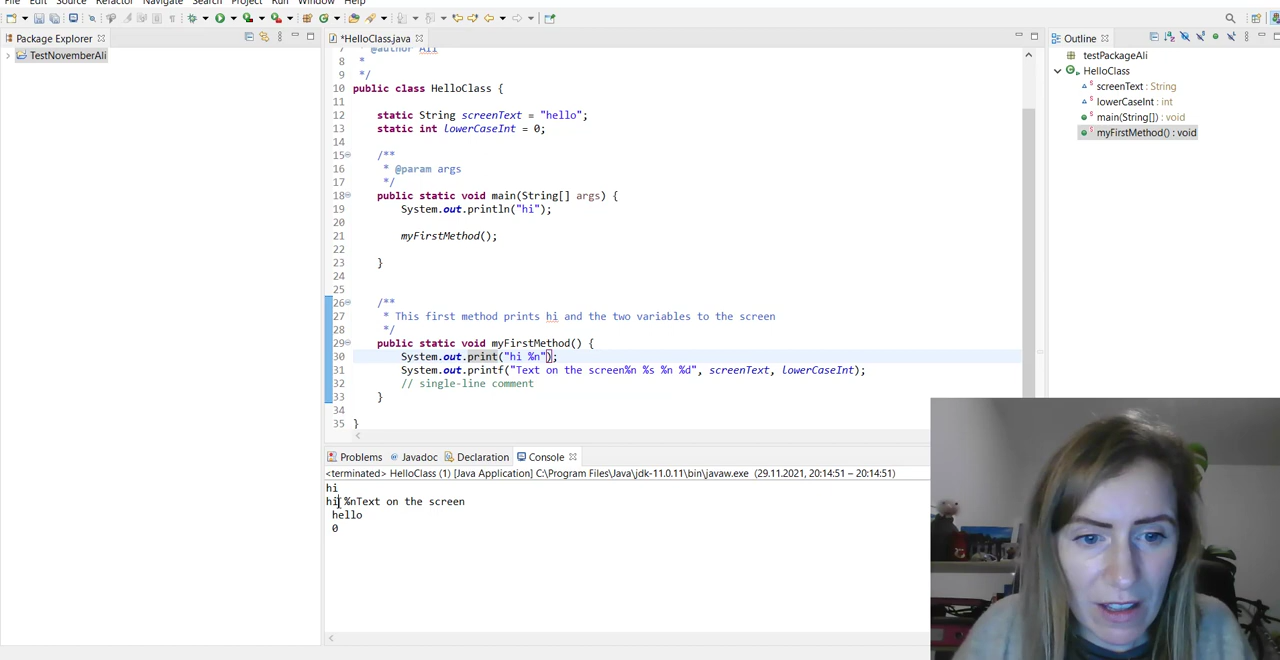 File Edit Source Refactor Navigate Search Project Run Window Help
Package Explorer
TestNovemberAli
*HelloClass.java
7 * @author Ali
8 *
9 */
10 public class HelloClass {
11
12 static String screenText = "hello";
13 static int lowerCaseInt = 0;
14
15 /**
16 * @param args
17 */
18 public static void main(String[] args) {
19 System.out.println("hi");
20
21 myFirstMethod();
22
23 }
24
25
26 /**
27 * This first method prints hi and the two variables to the screen
28 */
29 public static void myFirstMethod() {
30 System.out.print("hi %n");
31 System.out.printf("Text on the screen%n %s %n %d", screenText, lowerCaseInt);
32 // single-line comment
33 }
34
35 }
Problems Javadoc Declaration Console
<terminated> HelloClass (1) [Java Application] C:\Program Files\Java\jdk-11.0.11\bin\javaw.exe (29.11.2021, 20:14:51 – 20:14:51)
hi
hi %nText on the screen
hello
0
Outline
testPackageAli
HelloClass
screenText : String
lowerCaseInt : int
main(String[]) : void
myFirstMethod() : void